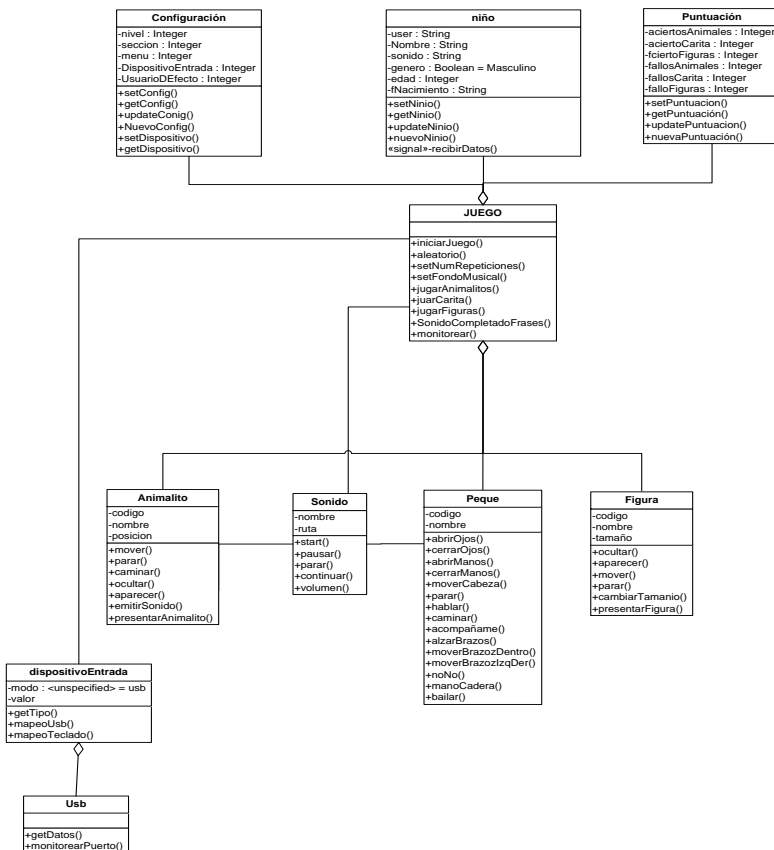 Configuración
-nivel : Integer
-seccion : Integer
-menu : Integer
-DispositivoEntrada : Integer
-UsuarioDEfecto : Integer
+setConfig()
+getConfig()
+updateConig()
+NuevoConfig()
+setDispositivo()
+getDispositivo()
niño
-user : String
-Nombre : String
-sonido : String
-genero : Boolean = Masculino
-edad : Integer
-fNacimiento : String
+setNinio()
+getNinio()
+updateNinio()
+nuevoNinio()
«signal»-recibirDatos()
Puntuación
-aciertosAnimales : Integer
-aciertoCarita : Integer
-fciertoFiguras : Integer
-fallosAnimales : Integer
-fallosCarita : Integer
-falloFiguras : Integer
+setPuntuacion()
+getPuntuación()
+updatePuntuacion()
+nuevaPuntuación()
JUEGO
+iniciarJuego()
+aleatorio()
+setNumRepeticiones()
+setFondoMusical()
+jugarAnimalitos()
+juarCarita()
+jugarFiguras()
+SonidoCompletadoFrases()
+monitorear()
Animalito
-codigo
-nombre
-posicion
+mover()
+parar()
+caminar()
+ocultar()
+aparecer()
+emitirSonido()
+presentarAnimalito()
Sonido
-nombre
-ruta
+start()
+pausar()
+parar()
+continuar()
+volumen()
Peque
-codigo
-nombre
+abrirOjos()
+cerrarOjos()
+abrirManos()
+cerrarManos()
+moverCabeza()
+parar()
+hablar()
+caminar()
+acompañame()
+alzarBrazos()
+moverBrazozDentro()
+moverBrazozIzqDer()
+noNo()
+manoCadera()
+bailar()
Figura
-codigo
-nombre
-tamaño
+ocultar()
+aparecer()
+mover()
+parar()
+cambiarTamanio()
+presentarFigura()
dispositivoEntrada
-modo : <unspecified> = usb
-valor
+getTipo()
+mapeoUsb()
+mapeoTeclado()
Usb
+getDatos()
+monitorearPuerto()